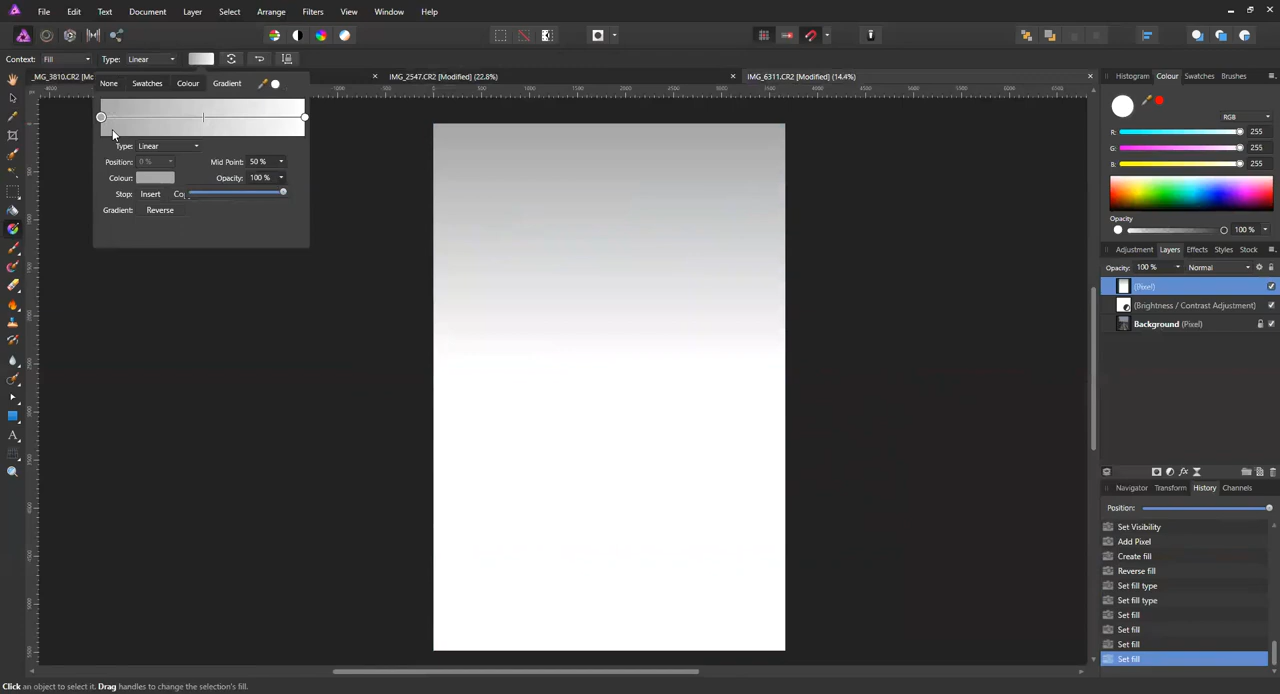 File Edit Text Document Layer Select Arrange Filters View Window Help
Context: Fill Type: Linear
_MG_3810.CR2 [Mo
IMG_2547.CR2 [Modified] (22.8%)
IMG_6311.CR2 [Modified] (14.4%)
None Swatches Colour Gradient
Type: Linear
Position: 0 % Mid Point: 50 %
Colour: Opacity: 100 %
Stop: Insert Co
Gradient: Reverse
Histogram Colour Swatches Brushes
RGB
R: 255
G: 255
B: 255
Opacity
100 %
Adjustment Layers Effects Styles Stock
Opacity: 100 % Normal
(Pixel)
(Brightness / Contrast Adjustment)
Background (Pixel)
Navigator Transform History Channels
Position:
Set Visibility
Add Pixel
Create fill
Reverse fill
Set fill type
Set fill type
Set fill
Set fill
Set fill
Set fill
Click an object to select it. Drag handles to change the selection's fill.